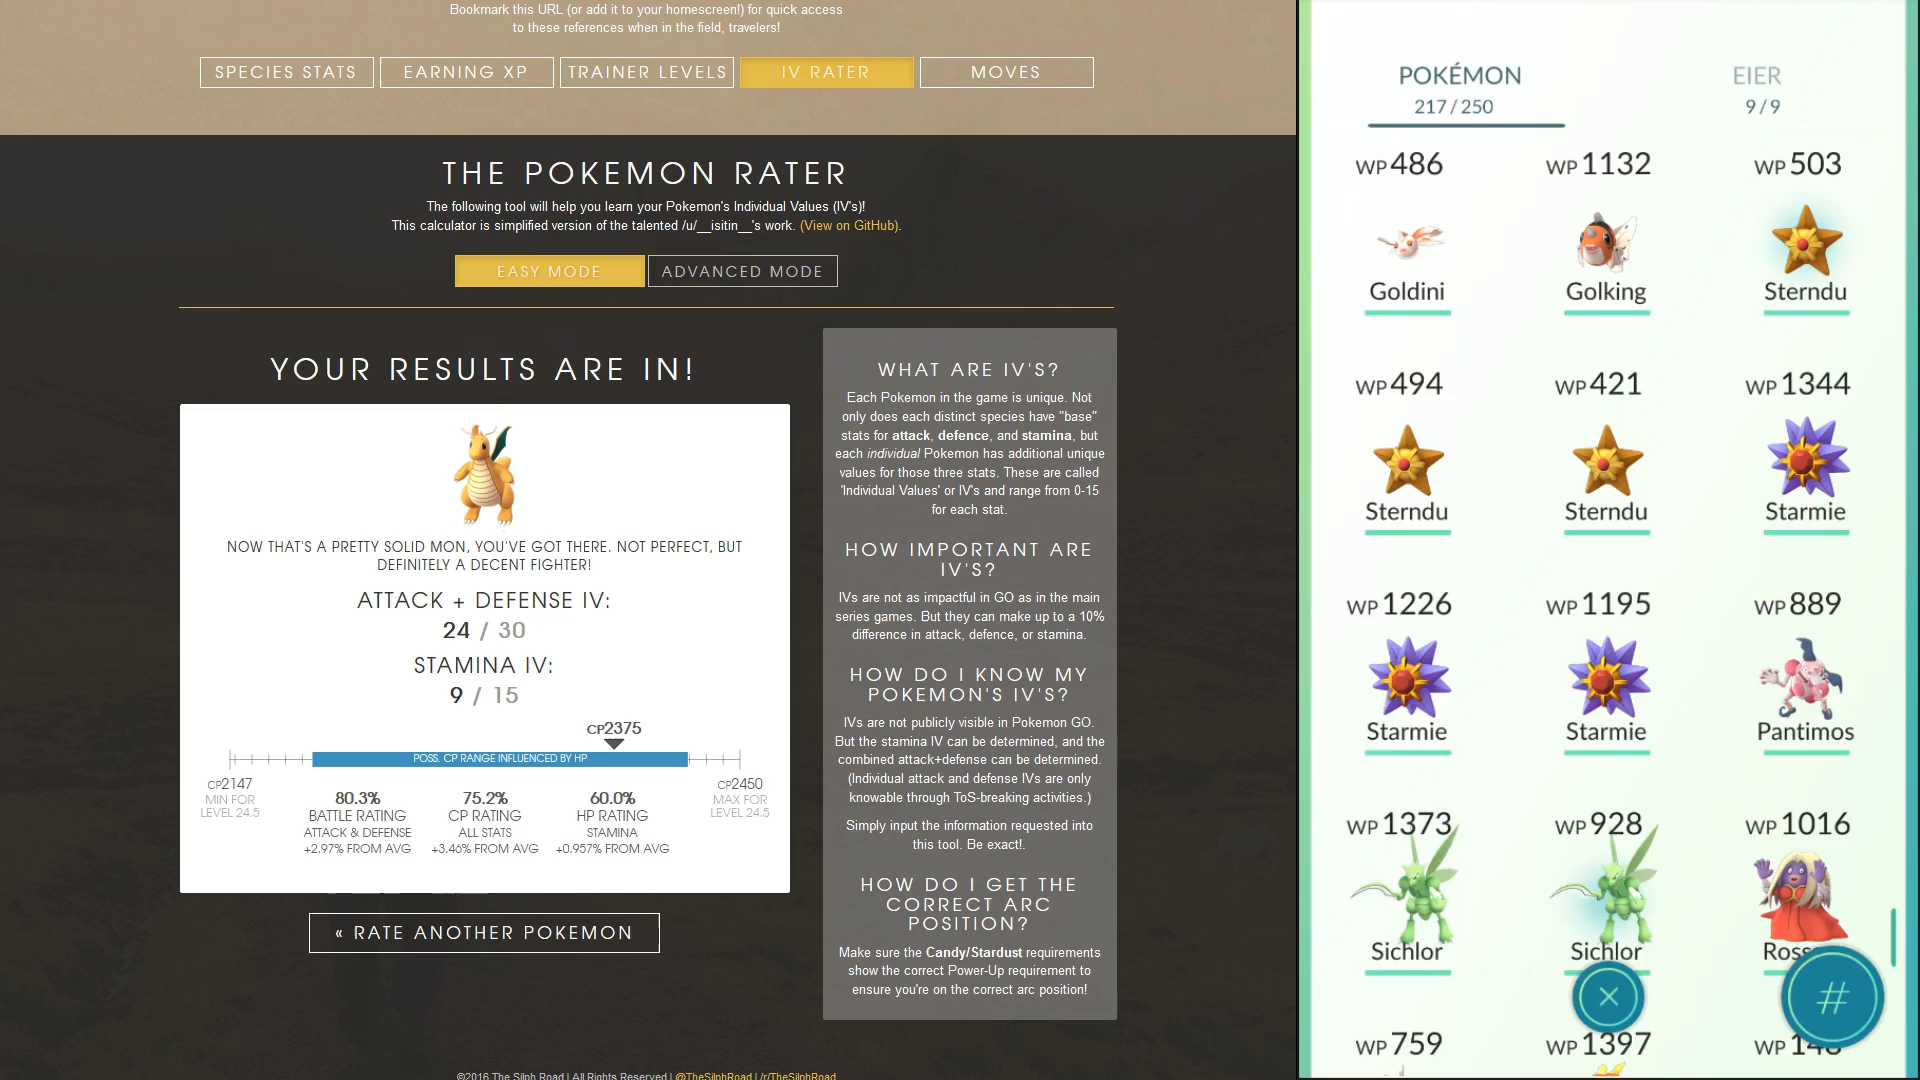 Bookmark this URL (or add it to your homescreen!) for quick access
to these references when in the field, travelers!
SPECIES STATS
EARNING XP
TRAINER LEVELS
IV RATER
MOVES
THE POKEMON RATER
The following tool will help you learn your Pokemon's Individual Values (IV's)!
This calculator is simplified version of the talented /u/__isitin__'s work. (View on GitHub).
EASY MODE
ADVANCED MODE
YOUR RESULTS ARE IN!
NOW THAT'S A PRETTY SOLID MON, YOU'VE GOT THERE. NOT PERFECT, BUT
DEFINITELY A DECENT FIGHTER!
ATTACK + DEFENSE IV:
24 / 30
STAMINA IV:
9 / 15
CP2375
POSS. CP RANGE INFLUENCED BY HP
CP2147
MIN FOR
LEVEL 24.5
80.3%
BATTLE RATING
ATTACK & DEFENSE
+2.97% FROM AVG
75.2%
CP RATING
ALL STATS
+3.46% FROM AVG
60.0%
HP RATING
STAMINA
+0.957% FROM AVG
CP2450
MAX FOR
LEVEL 24.5
« RATE ANOTHER POKEMON
WHAT ARE IV'S?
Each Pokemon in the game is unique. Not
only does each distinct species have "base"
stats for attack, defence, and stamina, but
each individual Pokemon has additional unique
values for those three stats. These are called
'Individual Values' or IV's and range from 0-15
for each stat.
HOW IMPORTANT ARE
IV'S?
IVs are not as impactful in GO as in the main
series games. But they can make up to a 10%
difference in attack, defence, or stamina.
HOW DO I KNOW MY
POKEMON'S IV'S?
IVs are not publicly visible in Pokemon GO.
But the stamina IV can be determined, and the
combined attack+defense can be determined.
(Individual attack and defense IVs are only
knowable through ToS-breaking activities.)
Simply input the information requested into
this tool. Be exact!.
HOW DO I GET THE
CORRECT ARC
POSITION?
Make sure the Candy/Stardust requirements
show the correct Power-Up requirement to
ensure you're on the correct arc position!
©2016 The Silph Road | All Rights Reserved | @TheSilphRoad | /r/TheSilphRoad
POKÉMON
217 / 250
EIER
9 / 9
WP 486
WP 1132
WP 503
Goldini
Golking
Sterndu
WP 494
WP 421
WP 1344
Sterndu
Sterndu
Starmie
WP 1226
WP 1195
WP 889
Starmie
Starmie
Pantimos
WP 1373
WP 928
WP 1016
Sichlor
Sichlor
#
WP 759
WP 1397
WP